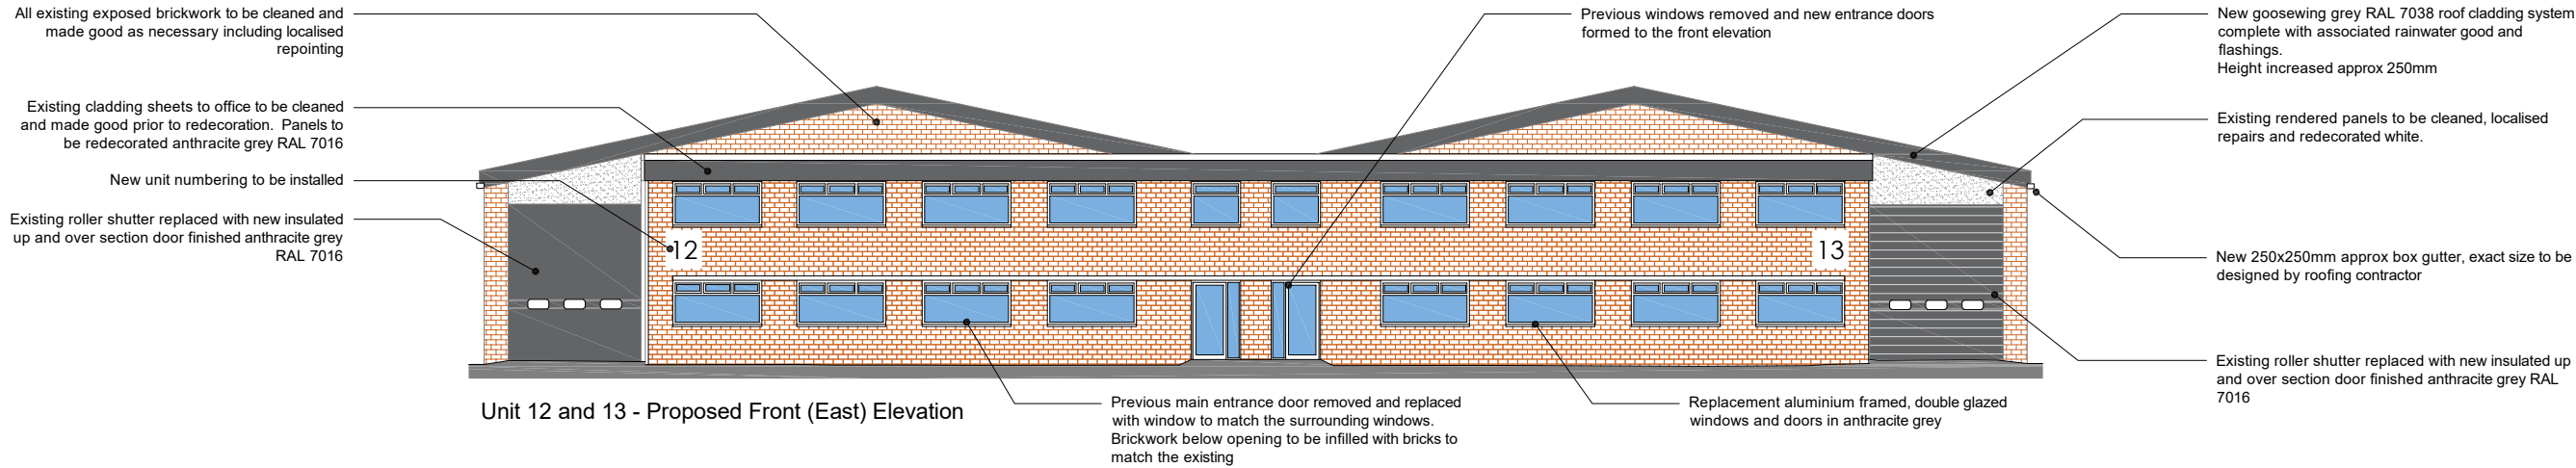 All existing exposed brickwork to be cleaned and
made good as necessary including localised
repointing
Existing cladding sheets to office to be cleaned
and made good prior to redecoration. Panels to
be redecorated anthracite grey RAL 7016
New unit numbering to be installed
Existing roller shutter replaced with new insulated
up and over section door finished anthracite grey
RAL 7016
Previous windows removed and new entrance doors
formed to the front elevation
New goosewing grey RAL 7038 roof cladding system
complete with associated rainwater good and
flashings.
Height increased approx 250mm
Existing rendered panels to be cleaned, localised
repairs and redecorated white.
12
13
New 250x250mm approx box gutter, exact size to be
designed by roofing contractor
Existing roller shutter replaced with new insulated up
and over section door finished anthracite grey RAL
7016
Unit 12 and 13 - Proposed Front (East) Elevation
Previous main entrance door removed and replaced
with window to match the surrounding windows.
Brickwork below opening to be infilled with bricks to
match the existing
Replacement aluminium framed, double glazed
windows and doors in anthracite grey